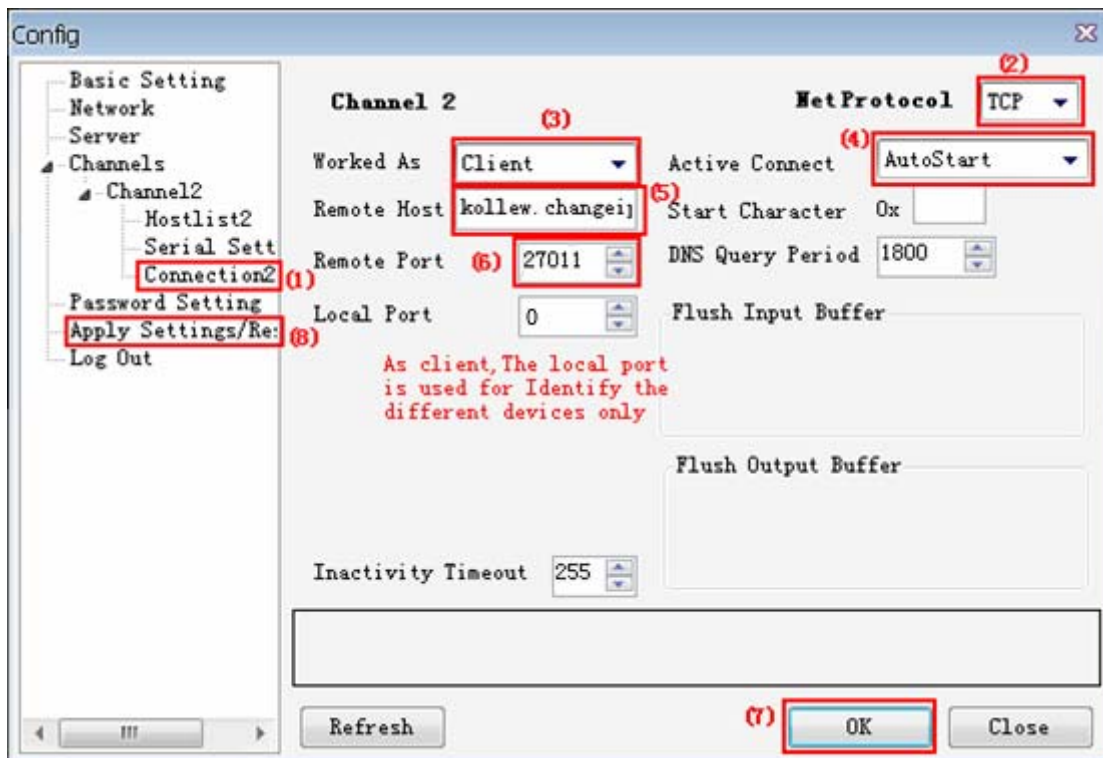 Config
Basic Setting
Network
Server
Channels
Channel2
Hostlist2
Serial Sett
Connection2 (1)
Password Setting
Apply Settings/Re: (8)
Log Out
Channel 2
NetProtocol TCP (2)
Worked As Client (3)
Active Connect AutoStart (4)
Remote Host kollew.changeij (5)
Start Character 0x
Remote Port (6) 27011
DNS Query Period 1800
Local Port 0
Flush Input Buffer
As client,The local port
is used for Identify the
different devices only
Flush Output Buffer
Inactivity Timeout 255
Refresh
(7) OK
Close